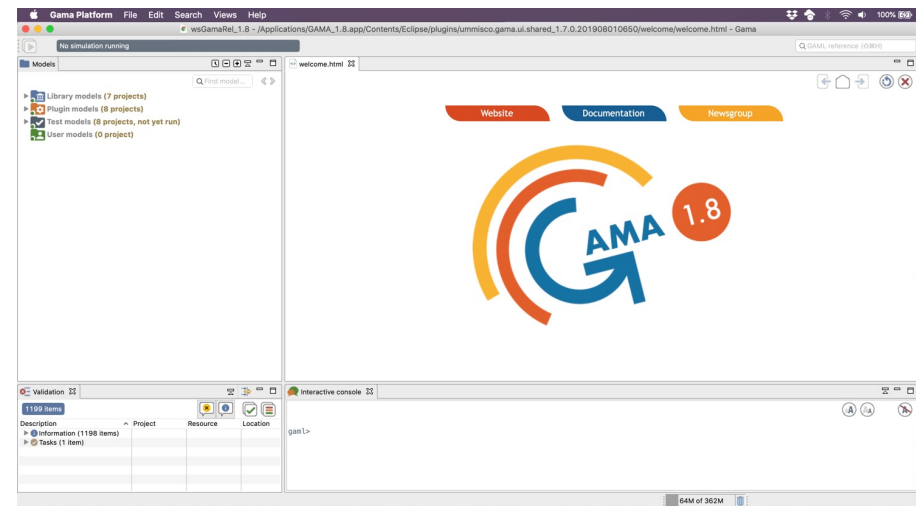 Gama Platform File Edit Search Views Help 100%
wsGamaRel_1.8 - /Applications/GAMA_1.8.app/Contents/Eclipse/plugins/ummisco.gama.ui.shared_1.7.0.201908010650/welcome/welcome.html - Gama
No simulation running
GAML reference (⇧⌘H)
Models
welcome.html
Find model...
Library models (7 projects)
Plugin models (8 projects)
Test models (8 projects, not yet run)
User models (0 project)
Website Documentation Newsgroup
GAMA 1.8
Validation
Interactive console
1199 items
Description Project Resource Location
Information (1198 items)
Tasks (1 item)
gaml>
A AA
64M of 362M